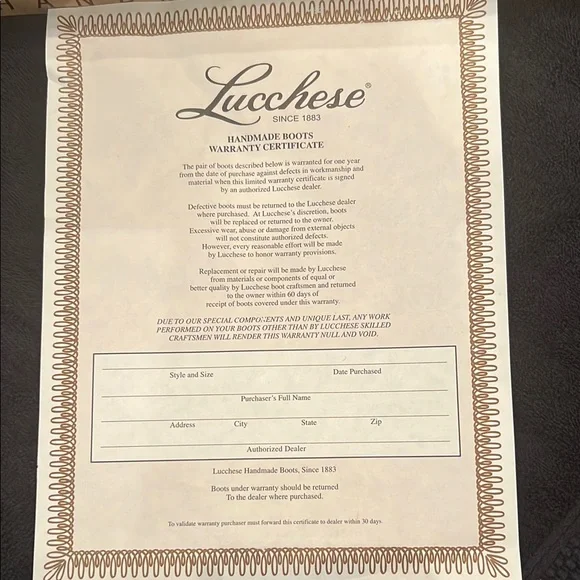 Lucchese®
SINCE 1883
HANDMADE BOOTS
WARRANTY CERTIFICATE
The pair of boots described below is warranted for one year
from the date of purchase against defects in workmanship and
material when this limited warranty certificate is signed
by an authorized Lucchese dealer.
Defective boots must be returned to the Lucchese dealer
where purchased. At Lucchese's discretion, boots
will be replaced or returned to the owner.
Excessive wear, abuse or damage from external objects
will not constitute authorized defects.
However, every reasonable effort will be made
by Lucchese to honor warranty provisions.
Replacement or repair will be made by Lucchese
from materials or components of equal or
better quality by Lucchese boot craftsmen and returned
to the owner within 60 days of
receipt of boots covered under this warranty.
DUE TO OUR SPECIAL COMPONENTS AND UNIQUE LAST, ANY WORK
PERFORMED ON YOUR BOOTS OTHER THAN BY LUCCHESE SKILLED
CRAFTSMEN WILL RENDER THIS WARRANTY NULL AND VOID.
Style and Size Date Purchased
Purchaser's Full Name
Address City State Zip
Authorized Dealer
Lucchese Handmade Boots, Since 1883
Boots under warranty should be returned
To the dealer where purchased.
To validate warranty purchaser must forward this certificate to dealer within 30 days